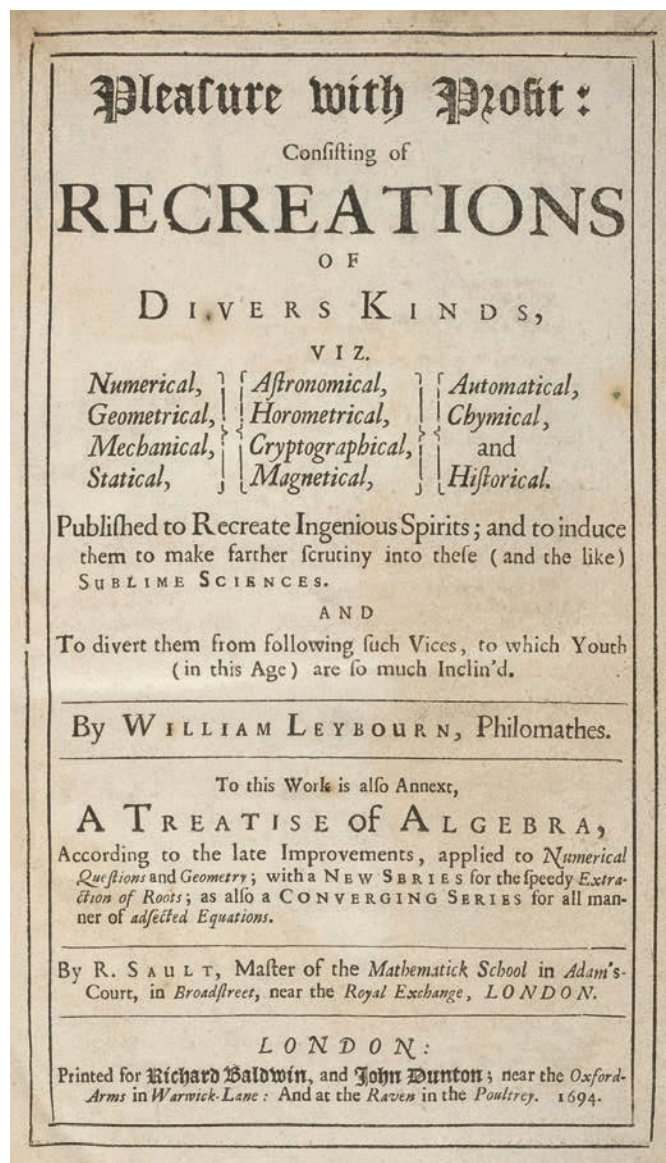 Pleaſure with Profit:
Conſiſting of
RECREATIONS
OF
DIVERS KINDS,
VIZ.
Numerical, Aſtronomical, Automatical,
Geometrical, Horometrical, Chymical,
Mechanical, Cryptographical, and
Statical, Magnetical, Hiſtorical.
Publiſhed to Recreate Ingenious Spirits; and to induce
them to make farther ſcrutiny into theſe (and the like)
SUBLIME SCIENCES.
AND
To divert them from following ſuch Vices, to which Youth
(in this Age) are ſo much Inclin'd.
By WILLIAM LEYBOURN, Philomathes.
To this Work is alſo Annext,
A TREATISE of ALGEBRA,
According to the late Improvements, applied to Numerical
Queſtions and Geometry; with a NEW SERIES for the ſpeedy Extra-
ction of Roots; as alſo a CONVERGING SERIES for all man-
ner of adfected Equations.
By R. SAULT, Maſter of the Mathematick School in Adam's-
Court, in Broadſtreet, near the Royal Exchange, LONDON.
LONDON:
Printed for Richard Baldwin, and John Dunton; near the Oxford-
Arms in Warwick-Lane: And at the Raven in the Poultrey. 1694.